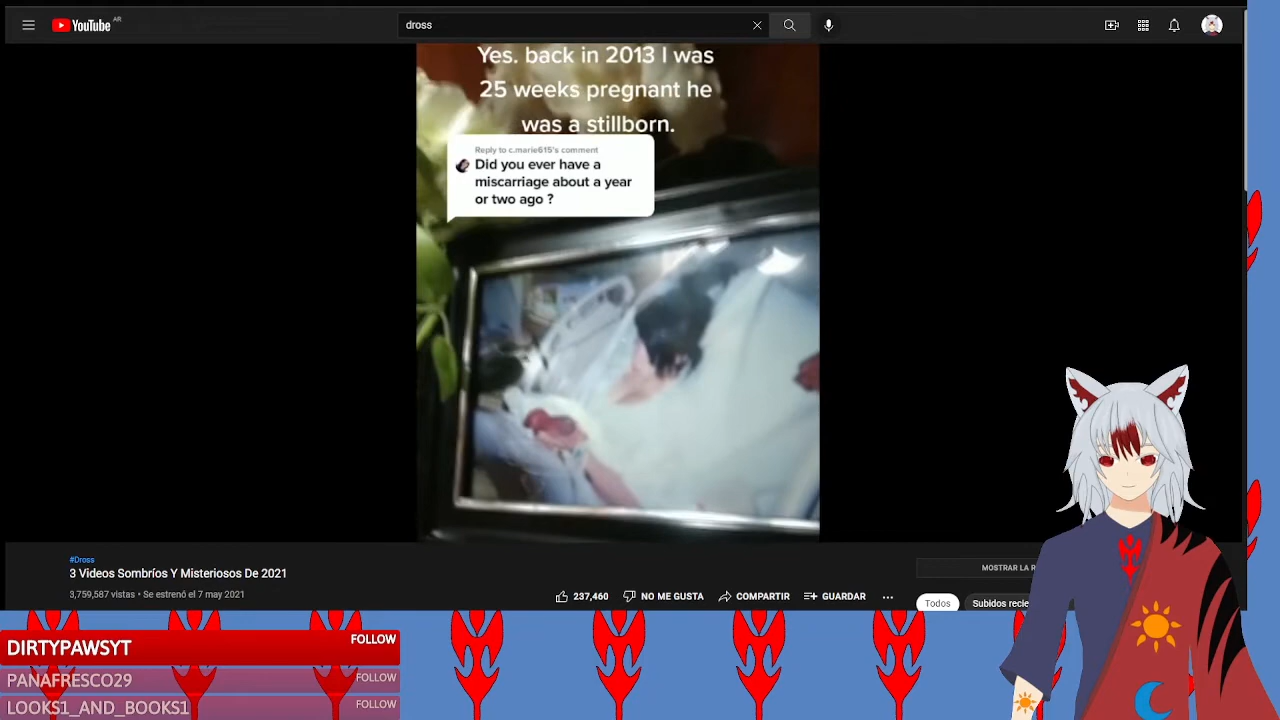 YouTube AR
dross
Yes. back in 2013 I was
25 weeks pregnant he
was a stillborn.
Reply to c.marie615's comment
Did you ever have a
miscarriage about a year
or two ago ?
#Dross
3 Videos Sombríos Y Misteriosos De 2021
3,759,587 vistas • Se estrenó el 7 may 2021
237,460
NO ME GUSTA
COMPARTIR
GUARDAR
MOSTRAR LA R
Todos
Subidos recie
DIRTYPAWSYT FOLLOW
PANAFRESCO29 FOLLOW
LOOKS1_AND_BOOKS1 FOLLOW